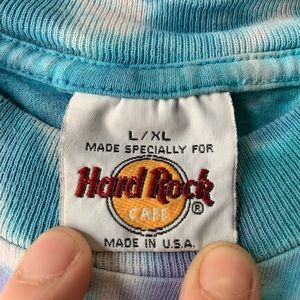 L/XL
MADE SPECIALLY FOR
Hard Rock
CAFE ®
MADE IN U.S.A.